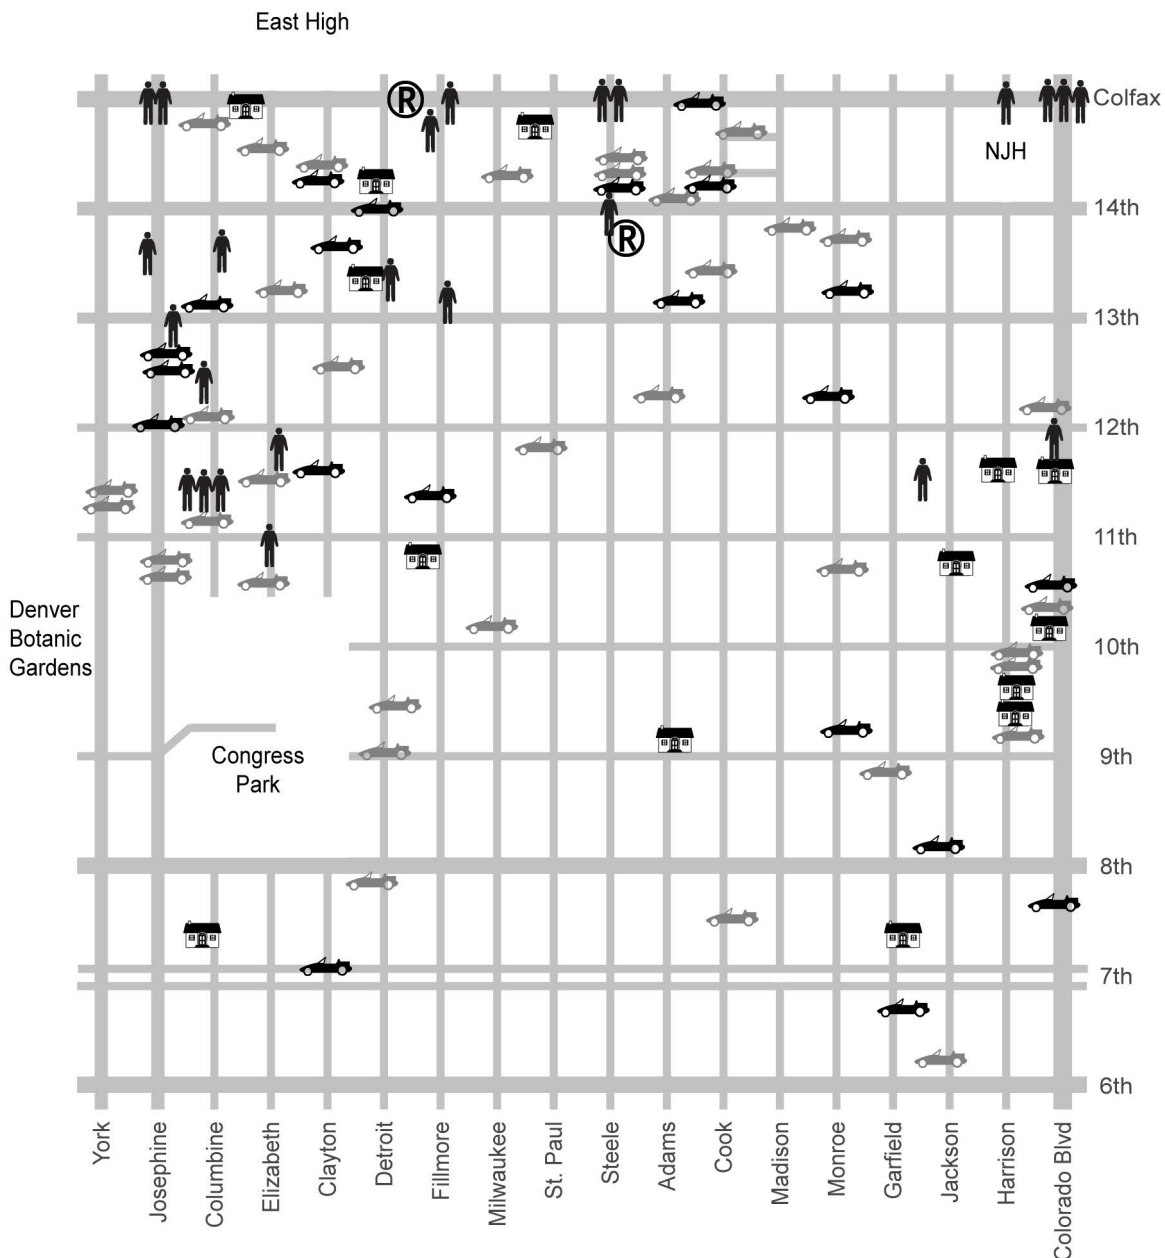 East High
®
Colfax
NJH
14th
®
13th
12th
11th
Denver
Botanic
Gardens
10th
Congress
Park
9th
8th
7th
6th
York
Josephine
Columbine
Elizabeth
Clayton
Detroit
Fillmore
Milwaukee
St. Paul
Steele
Adams
Cook
Madison
Monroe
Garfield
Jackson
Harrison
Colorado Blvd